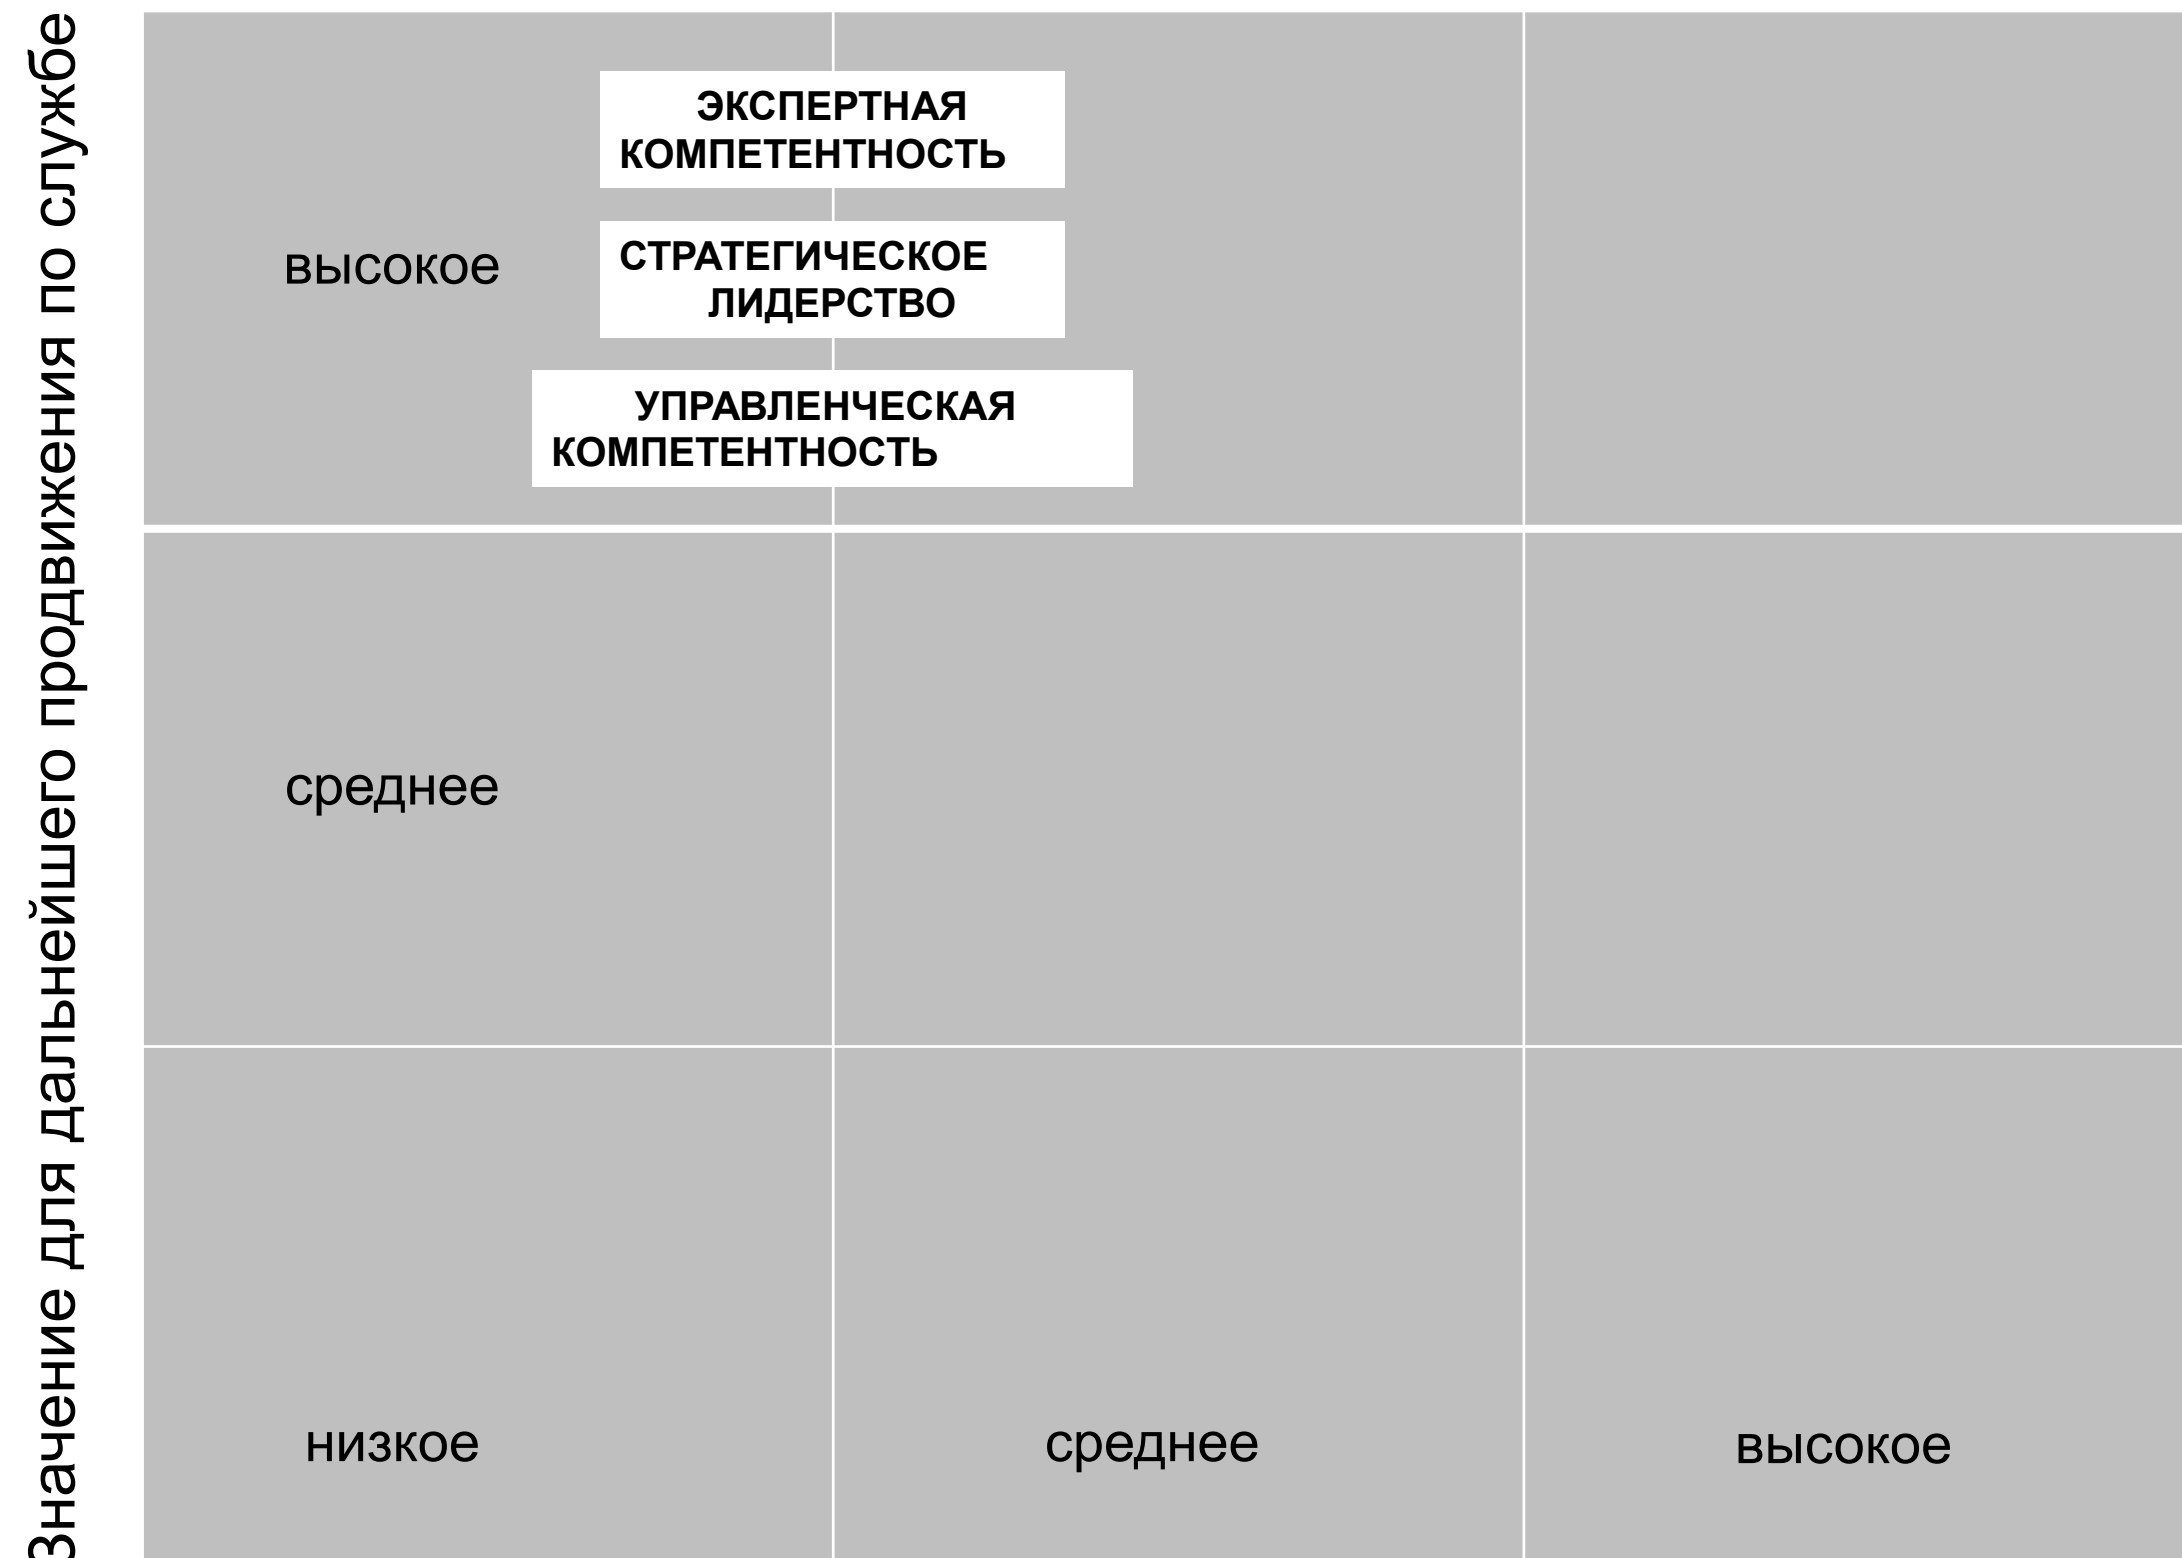 Значение для дальнейшего продвижения по службе
ЭКСПЕРТНАЯ
КОМПЕТЕНТНОСТЬ
высокое
СТРАТЕГИЧЕСКОЕ
ЛИДЕРСТВО
УПРАВЛЕНЧЕСКАЯ
КОМПЕТЕНТНОСТЬ
среднее
низкое
среднее
высокое